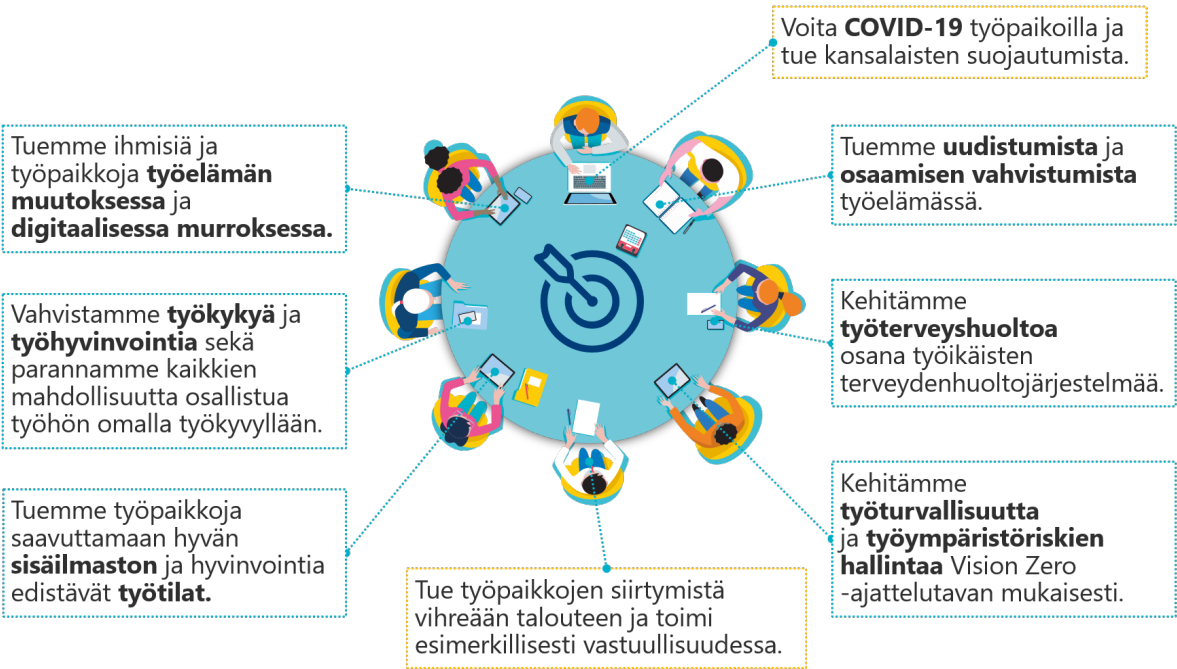 Voita COVID-19 työpaikoilla ja
tue kansalaisten suojautumista.
Tuemme ihmisiä ja
työpaikkoja työelämän
muutoksessa ja
digitaalisessa murroksessa.
Tuemme uudistumista ja
osaamisen vahvistumista
työelämässä.
Vahvistamme työkykyä ja
työhyvinvointia sekä
parannamme kaikkien
mahdollisuutta osallistua
työhön omalla työkyvyllään.
Kehitämme
työterveyshuoltoa
osana työikäisten
terveydenhuoltojärjestelmää.
Tuemme työpaikkoja
saavuttamaan hyvän
sisäilmaston ja hyvinvointia
edistävät työtilat.
Kehitämme
työturvallisuutta
ja työympäristöriskien
hallintaa Vision Zero
-ajattelutavan mukaisesti.
Tue työpaikkojen siirtymistä
vihreään talouteen ja toimi
esimerkillisesti vastuullisuudessa.